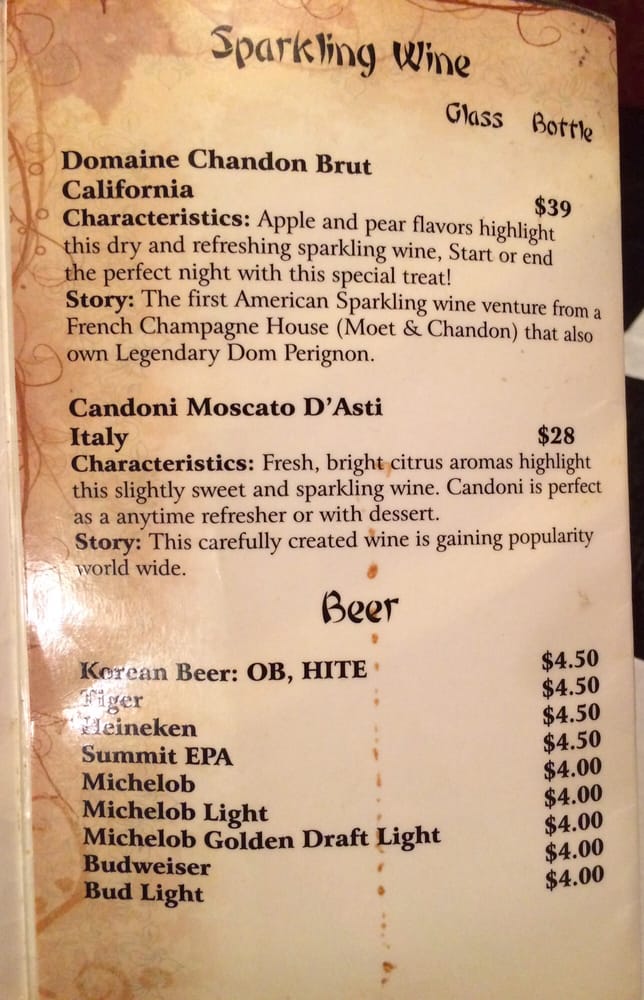 Sparkling Wine
Glass Bottle
Domaine Chandon Brut
California $39
Characteristics: Apple and pear flavors highlight
this dry and refreshing sparkling wine, Start or end
the perfect night with this special treat!
Story: The first American Sparkling wine venture from a
French Champagne House (Moet & Chandon) that also
own Legendary Dom Perignon.
Candoni Moscato D'Asti
Italy $28
Characteristics: Fresh, bright citrus aromas highlight
this slightly sweet and sparkling wine. Candoni is perfect
as a anytime refresher or with dessert.
Story: This carefully created wine is gaining popularity
world wide.
Beer
Korean Beer: OB, HITE $4.50
Tiger $4.50
Heineken $4.50
Summit EPA $4.50
Michelob $4.00
Michelob Light $4.00
Michelob Golden Draft Light $4.00
Budweiser $4.00
Bud Light $4.00